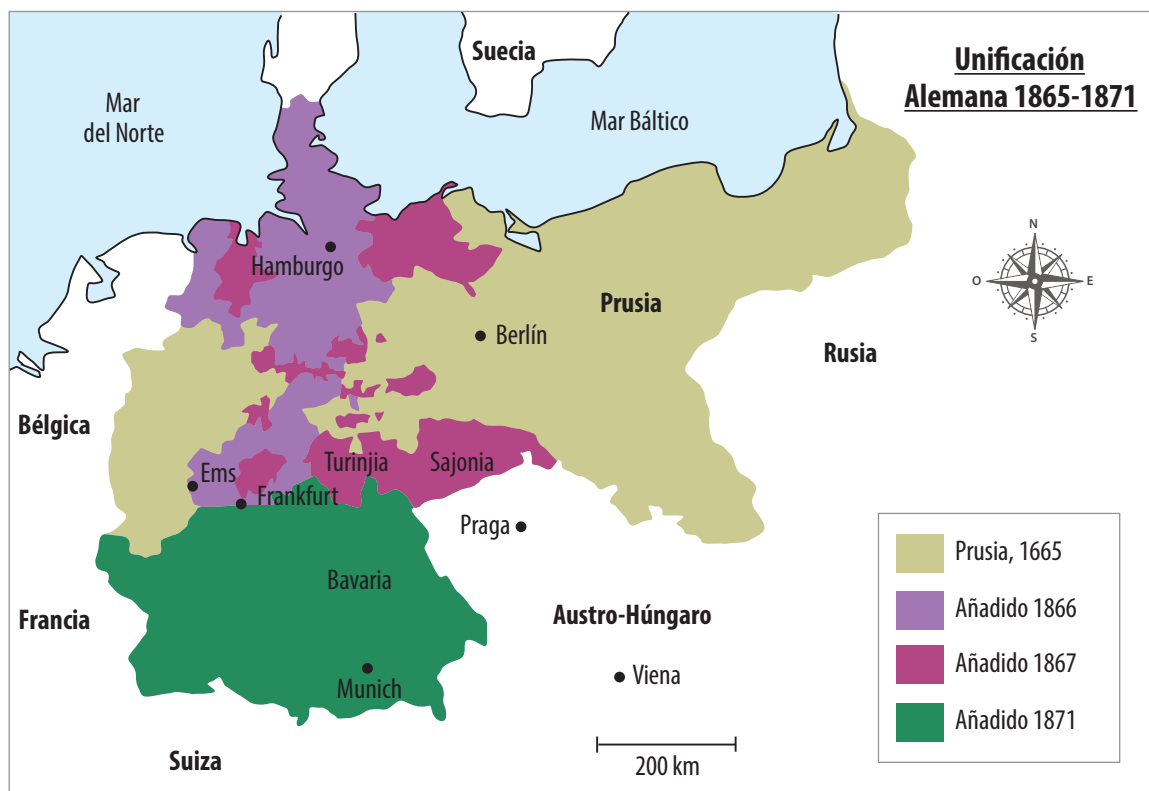 Unificación
Alemana 1865-1871
Suecia
Mar
del Norte
Mar Báltico
N
O
E
S
Hamburgo
Prusia
Berlín
Rusia
Bélgica
Ems
Turinjia
Sajonia
Frankfurt
Praga
Bavaria
Francia
Austro-Húngaro
Munich
Viena
Suiza
200 km
Prusia, 1665
Añadido 1866
Añadido 1867
Añadido 1871